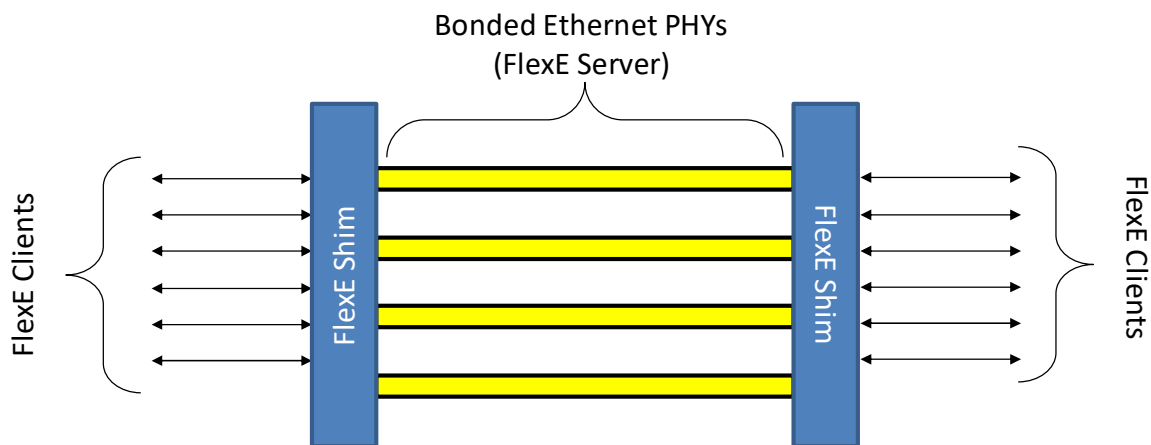 Bonded Ethernet PHYs
(FlexE Server)
FlexE Clients
FlexE Shim
FlexE Shim
FlexE Clients